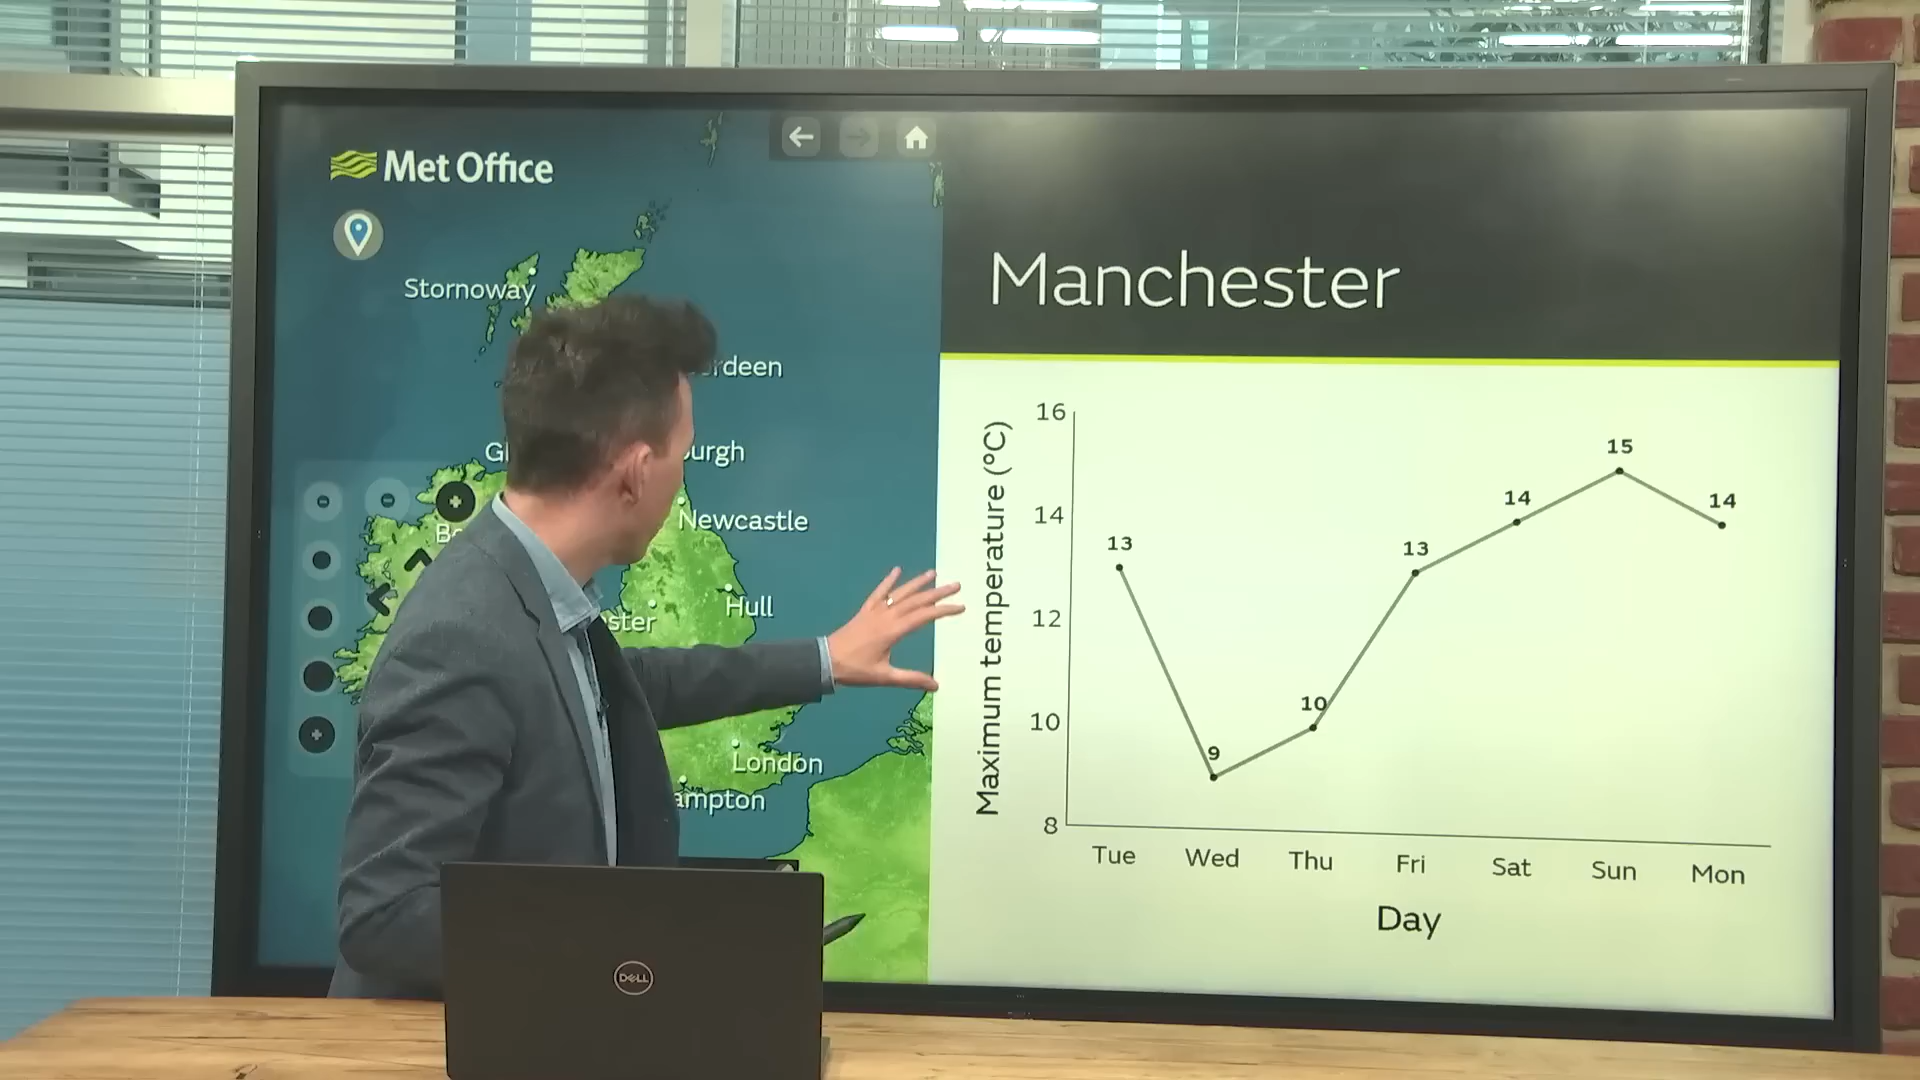 Met Office
Stornoway
Newcastle
Hull
London
Manchester
Maximum temperature (°C)
16
14
12
10
8
13
9
10
13
14
15
14
Tue Wed Thu Fri Sat Sun Mon
Day
DELL